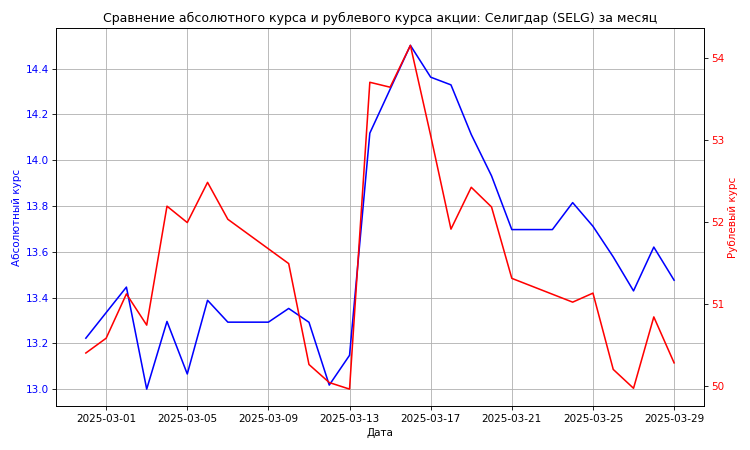 Сравнение абсолютного курса и рублевого курса акции: Селигдар (SELG) за месяц
Абсолютный курс
14.4
14.2
14.0
13.8
13.6
13.4
13.2
13.0
54
53
52
51
50
Рублевый курс
2025-03-01 2025-03-05 2025-03-09 2025-03-13 2025-03-17 2025-03-21 2025-03-25 2025-03-29
Дата